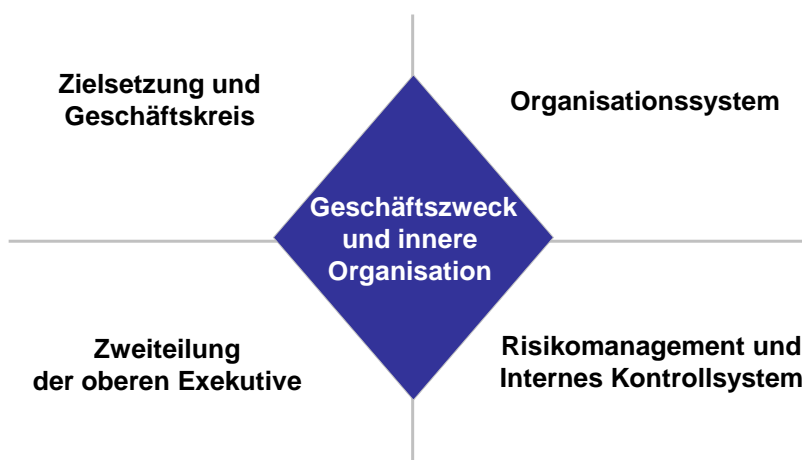 Zielsetzung und
Geschäftskreis
Organisationssystem
Geschäftszweck
und innere
Organisation
Zweiteilung
der oberen Exekutive
Risikomanagement und
Internes Kontrollsystem